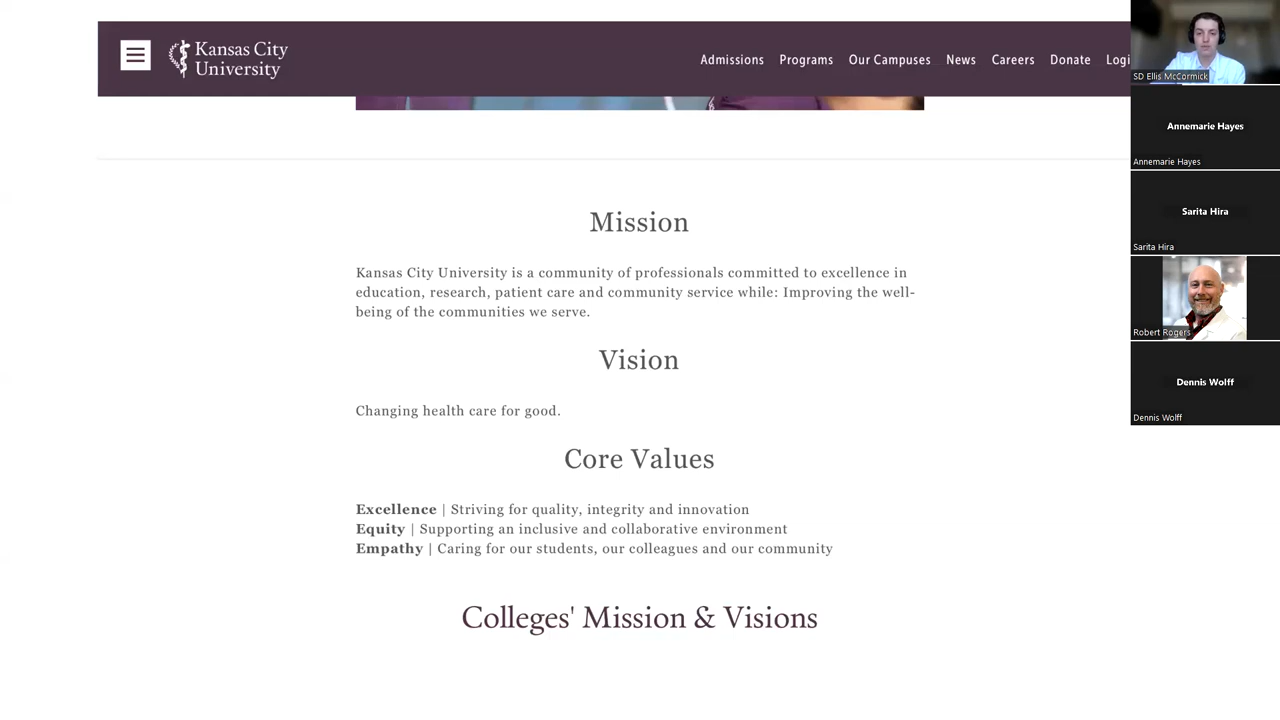 Kansas City
University
Admissions Programs Our Campuses News Careers Donate Logi
SD Ellis McCormick
Annemarie Hayes
Annemarie Hayes
Sarita Hira
Sarita Hira
Robert Rogers
Dennis Wolff
Dennis Wolff
Mission
Kansas City University is a community of professionals committed to excellence in
education, research, patient care and community service while: Improving the well-
being of the communities we serve.
Vision
Changing health care for good.
Core Values
Excellence | Striving for quality, integrity and innovation
Equity | Supporting an inclusive and collaborative environment
Empathy | Caring for our students, our colleagues and our community
Colleges' Mission & Visions